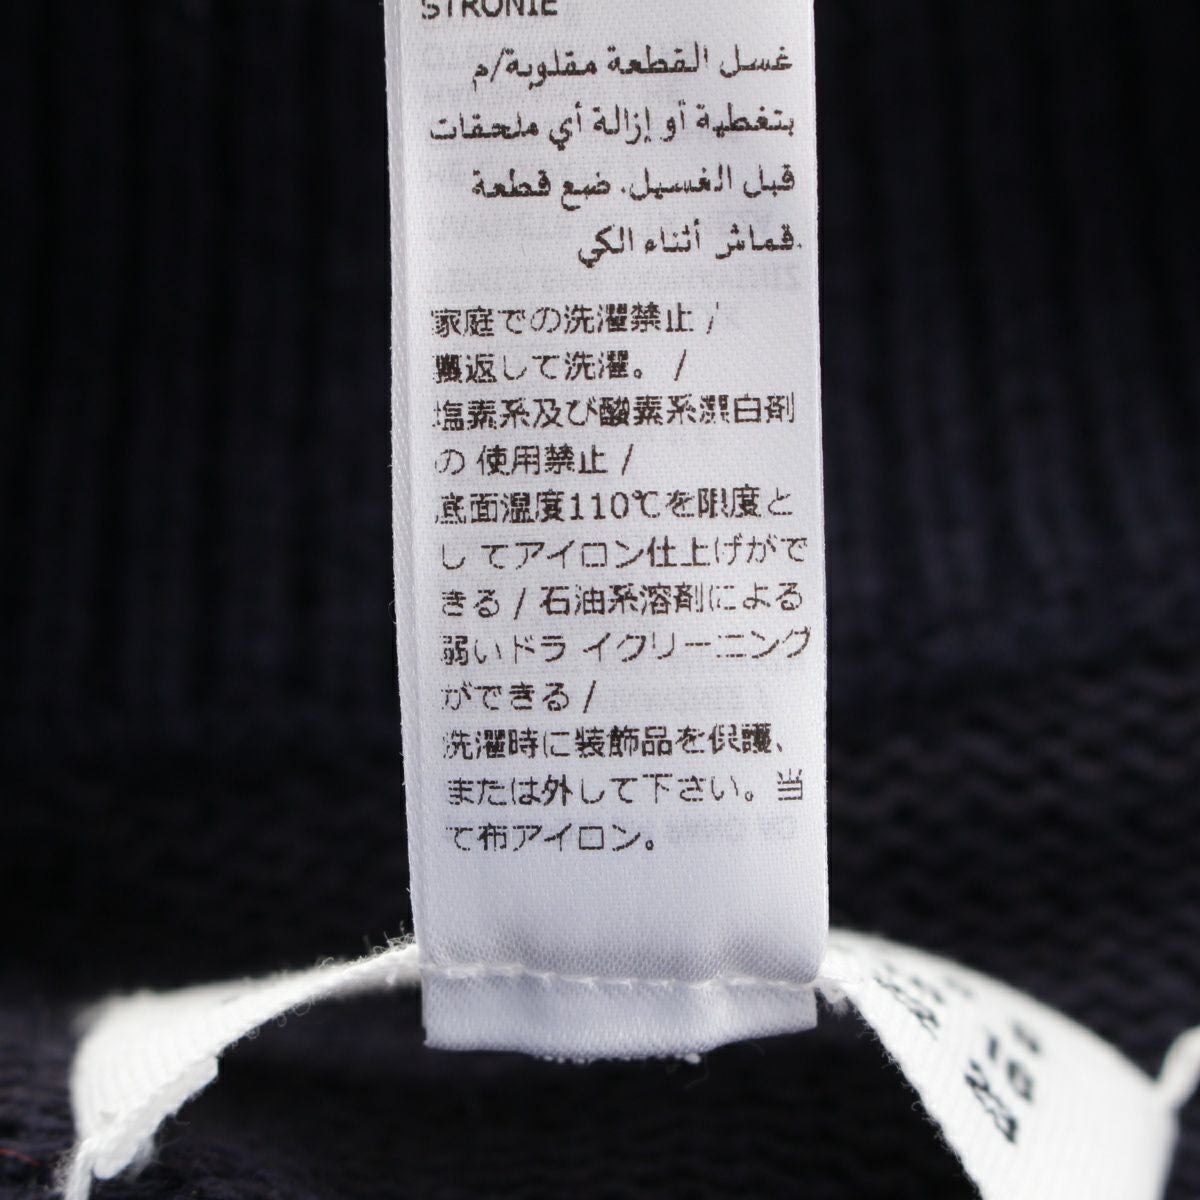 STRONIE
غسل القطعة مقلوبة/م
بتغطية أو إزالة أي ملحقات
قبل الغسيل. ضع قطعة
قماش أثناء الكي.
家庭での洗濯禁止 /
裏返して洗濯。 /
塩素系及び酸素系漂白剤
の 使用禁止 /
底面温度110℃を限度と
し てアイロン仕上げがで
きる / 石油系溶剤による
弱いドラ イクリーニング
ができる /
洗濯時に装飾品を保護、
または外して下さい。当
て布アイロン。